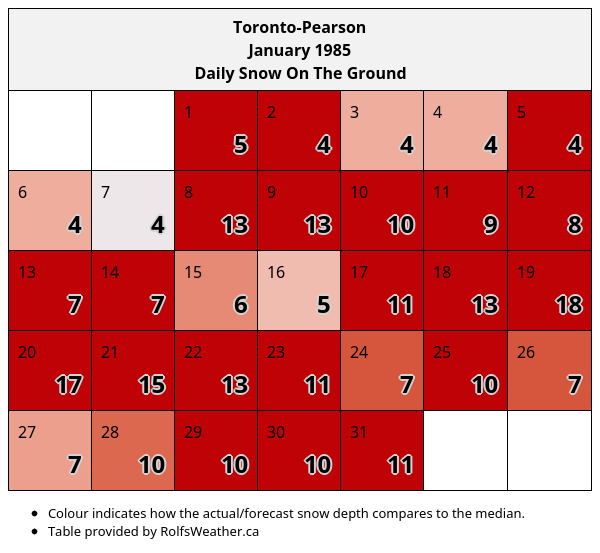 Toronto-Pearson
January 1985
Daily Snow On The Ground
1 2 3 4 5
5 4 4 4 4
6 7 8 9 10 11 12
4 4 13 13 10 9 8
13 14 15 16 17 18 19
7 7 6 5 11 13 18
20 21 22 23 24 25 26
17 15 13 11 7 10 7
27 28 29 30 31
7 10 10 10 11
• Colour indicates how the actual/forecast snow depth compares to the median.
• Table provided by RolfsWeather.ca